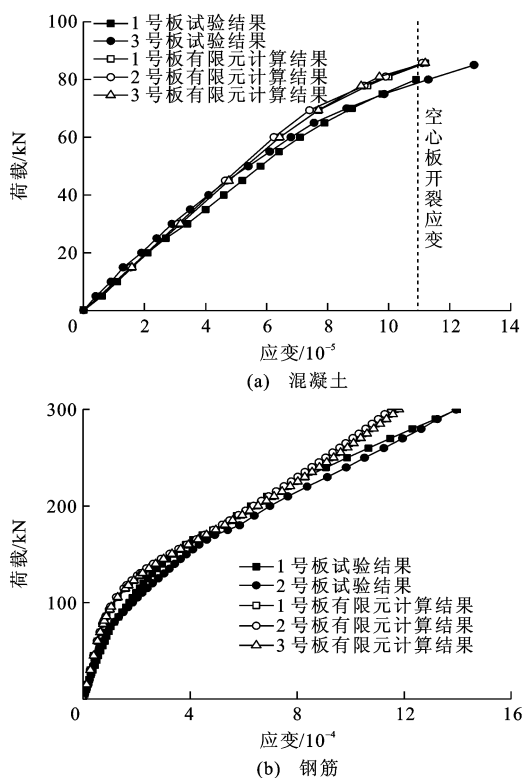 100
80
60
40
20
0
荷载/kN
1号板试验结果
3号板试验结果
1号板有限元计算结果
2号板有限元计算结果
3号板有限元计算结果
空心板开裂应变
2 4 6 8 10 12 14
应变/10⁻⁵
(a) 混凝土
300
200
100
0
荷载/kN
1号板试验结果
2号板试验结果
1号板有限元计算结果
2号板有限元计算结果
3号板有限元计算结果
4 8 12 16
应变/10⁻⁴
(b) 钢筋